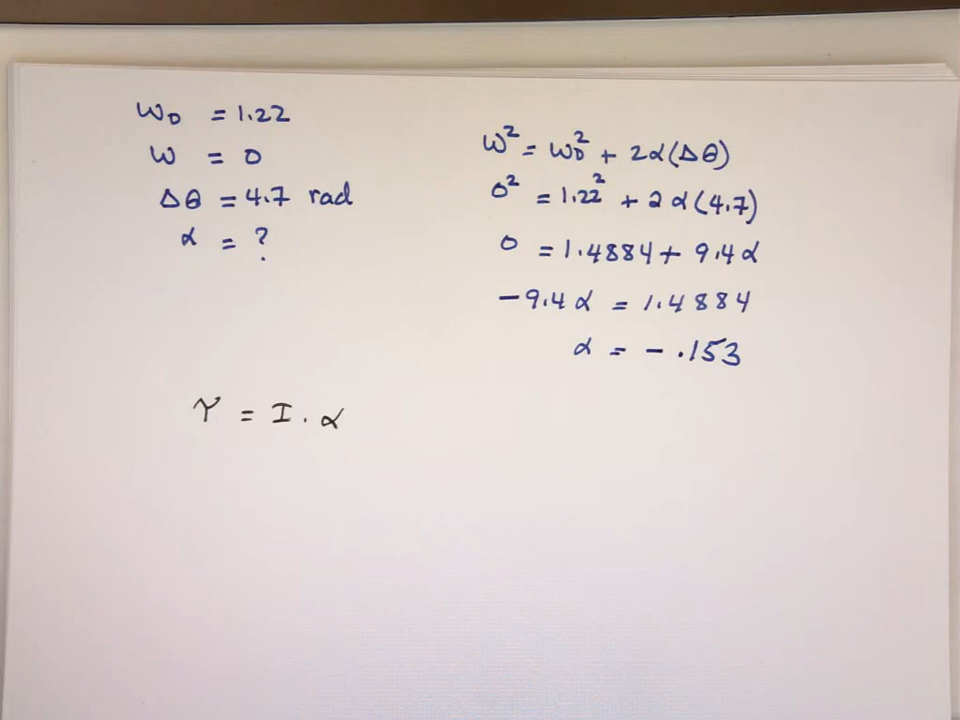 ω₀ = 1.22
ω = 0
Δθ = 4.7 rad
α = ?
ω² = ω₀² + 2α(Δθ)
0² = 1.22² + 2α(4.7)
0 = 1.4884 + 9.4α
-9.4α = 1.4884
α = -.153
τ = I · α